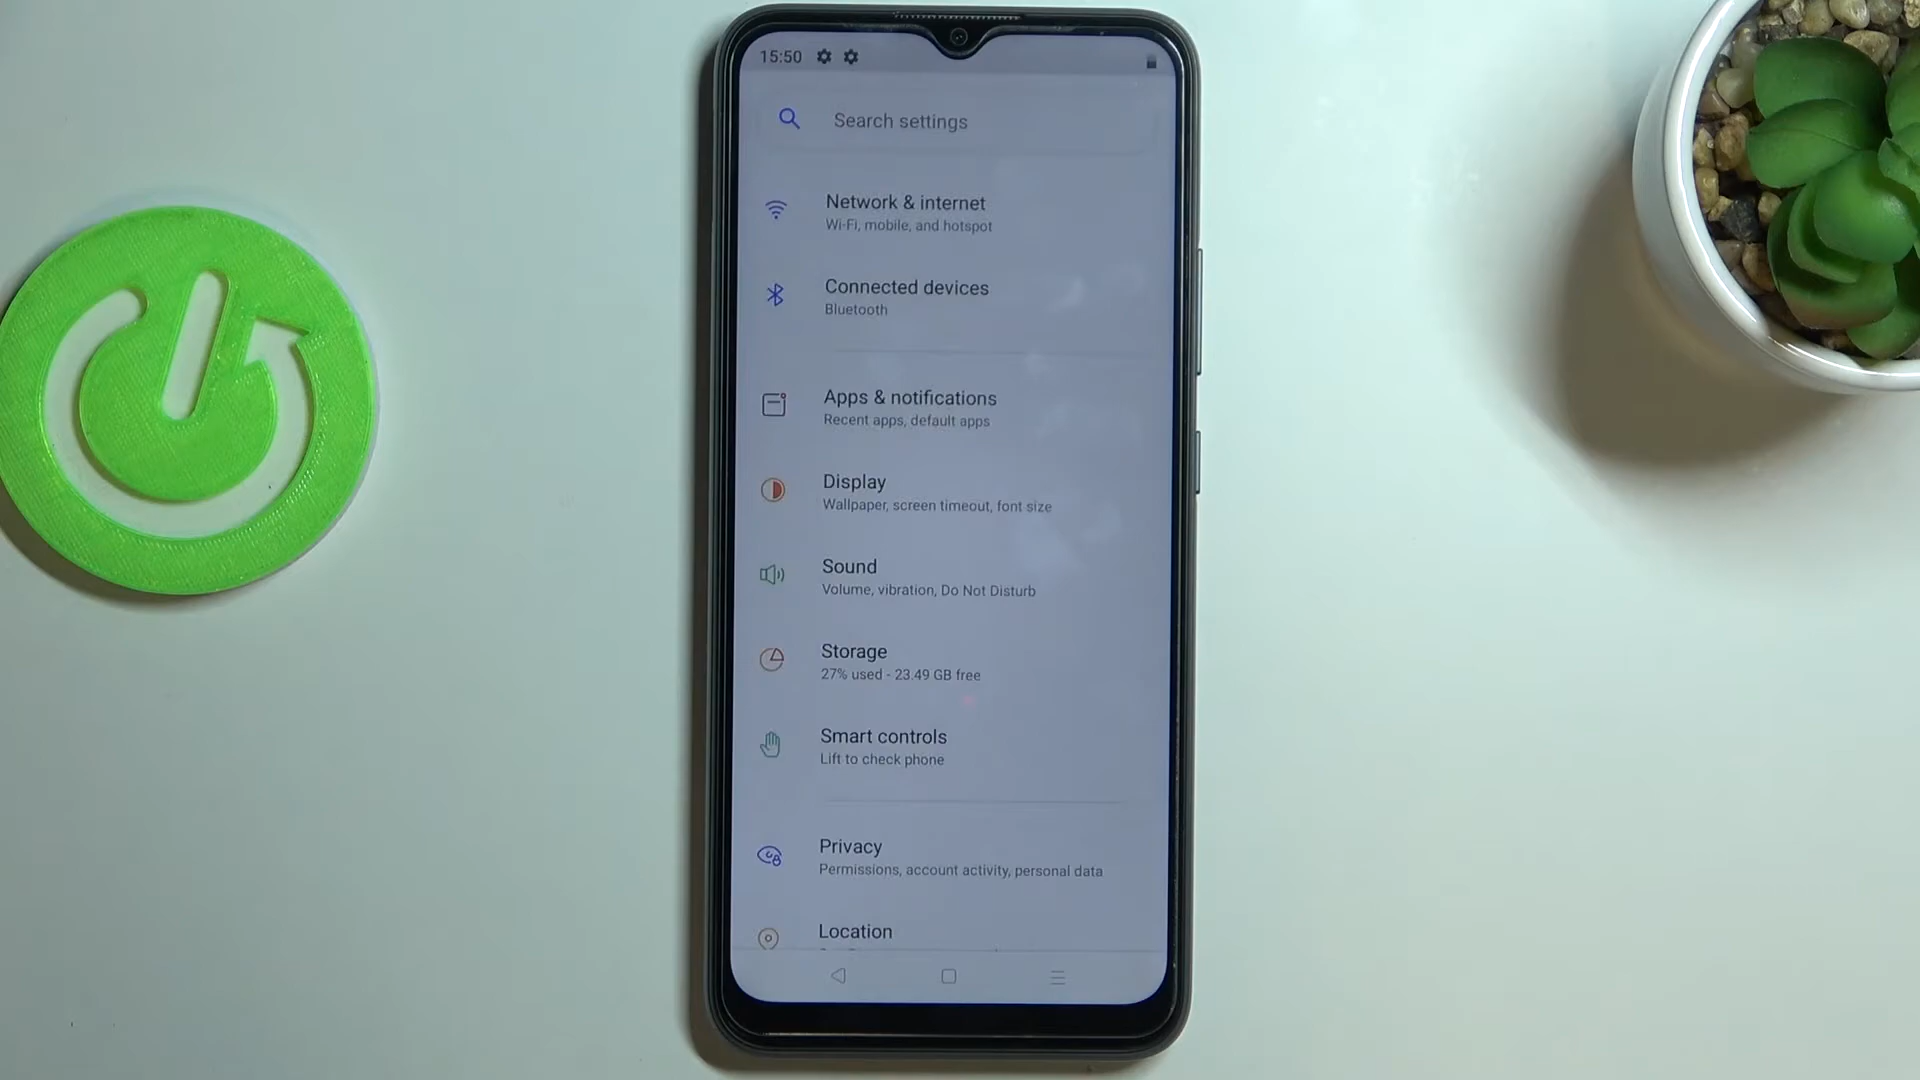 15:50
Search settings
Network & internet
Wi-Fi, mobile, and hotspot
Connected devices
Bluetooth
Apps & notifications
Recent apps, default apps
Display
Wallpaper, screen timeout, font size
Sound
Volume, vibration, Do Not Disturb
Storage
27% used - 23.49 GB free
Smart controls
Lift to check phone
Privacy
Permissions, account activity, personal data
Location